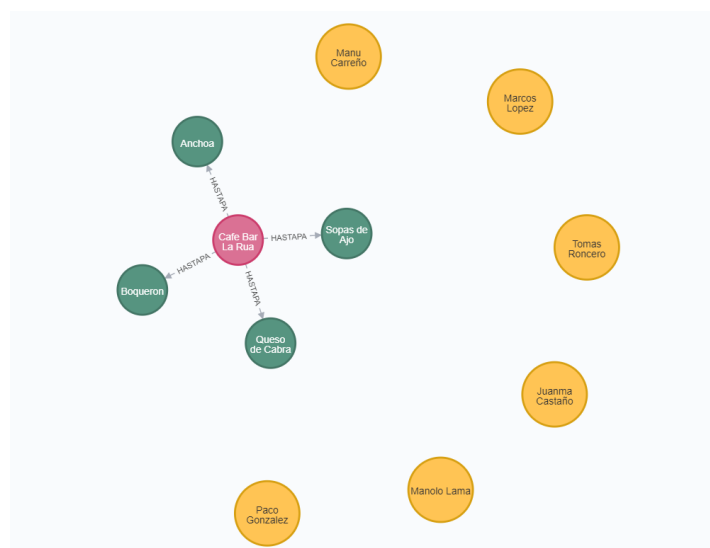 Manu
Carreño
Marcos
Lopez
Anchoa
HASTAPA
Cafe Bar
La Rua
HASTAPA
Sopas de
Ajo
Tomas
Roncero
HASTAPA
Boqueron
HASTAPA
Queso
de Cabra
Juanma
Castaño
Manolo Lama
Paco
Gonzalez